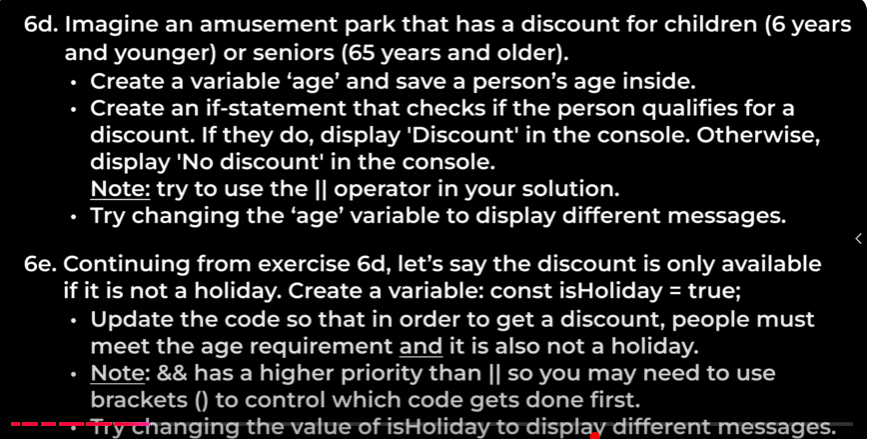 6d. Imagine an amusement park that has a discount for children (6 years
and younger) or seniors (65 years and older).
• Create a variable ‘age’ and save a person’s age inside.
• Create an if-statement that checks if the person qualifies for a
discount. If they do, display 'Discount' in the console. Otherwise,
display 'No discount' in the console.
Note: try to use the || operator in your solution.
• Try changing the ‘age’ variable to display different messages.
6e. Continuing from exercise 6d, let’s say the discount is only available
if it is not a holiday. Create a variable: const isHoliday = true;
• Update the code so that in order to get a discount, people must
meet the age requirement and it is also not a holiday.
• Note: && has a higher priority than || so you may need to use
brackets () to control which code gets done first.
• Try changing the value of isHoliday to display different messages.